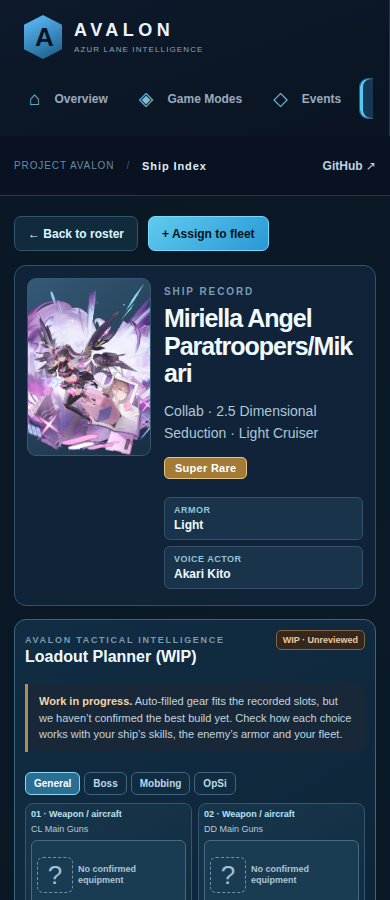 A
AVALON
AZUR LANE INTELLIGENCE
⌂ Overview ◈ Game Modes ◇ Events
PROJECT AVALON / Ship Index GitHub ↗
← Back to roster + Assign to fleet
SHIP RECORD
Miriella Angel
Paratroopers/Mik
ari
Collab · 2.5 Dimensional
Seduction · Light Cruiser
Super Rare
ARMOR
Light
VOICE ACTOR
Akari Kito
AVALON TACTICAL INTELLIGENCE
WIP · Unreviewed
Loadout Planner (WIP)
Work in progress. Auto-filled gear fits the recorded slots, but
we haven’t confirmed the best build yet. Check how each choice
works with your ship’s skills, the enemy’s armor and your fleet.
General Boss Mobbing OpSi
01 · Weapon / aircraft
CL Main Guns
?
No confirmed
equipment
02 · Weapon / aircraft
DD Main Guns
?
No confirmed
equipment